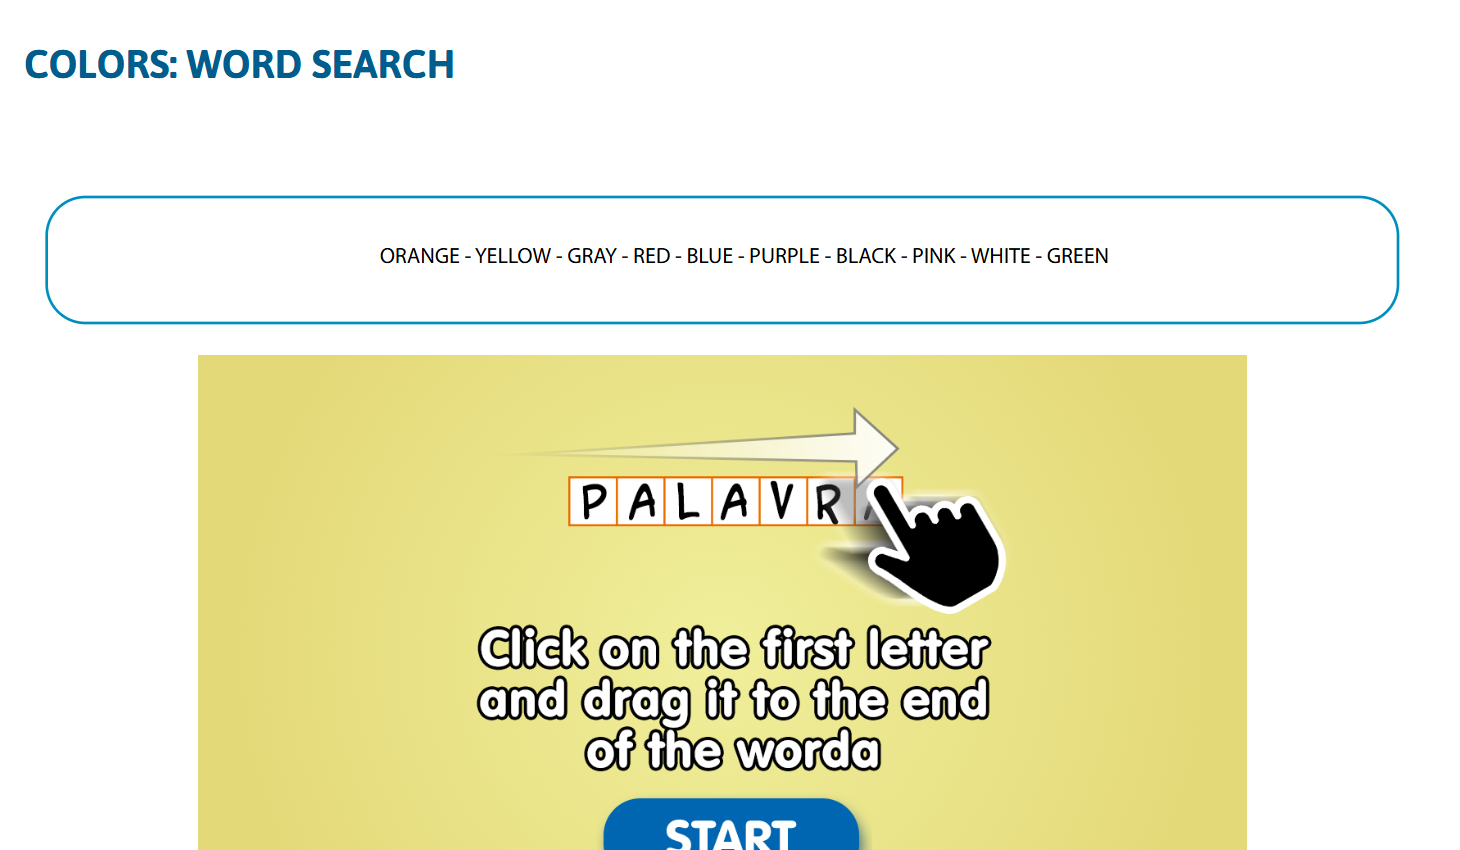 COLORS: WORD SEARCH
ORANGE - YELLOW - GRAY - RED - BLUE - PURPLE - BLACK - PINK - WHITE - GREEN
PALAVRA
Click on the first letter
and drag it to the end
of the worda
START